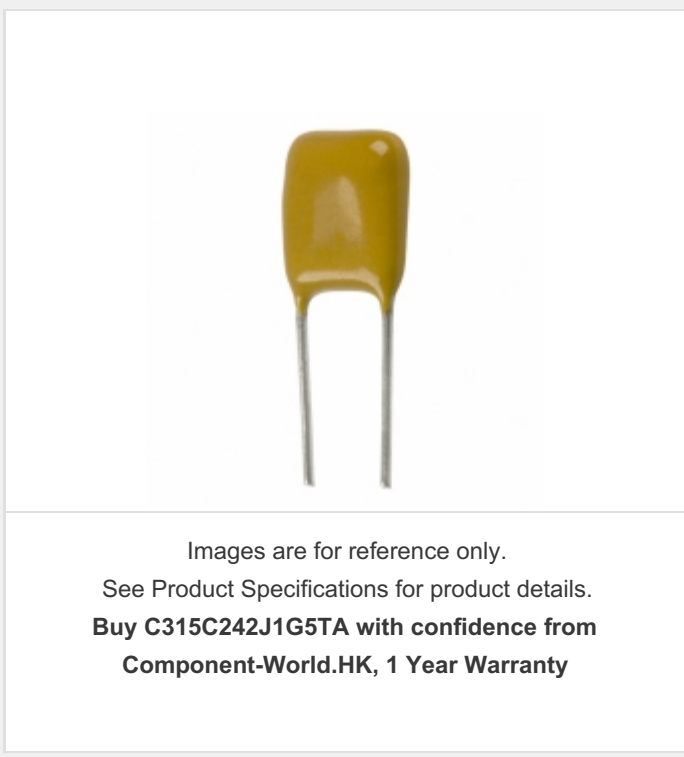 Images are for reference only.
See Product Specifications for product details.
Buy C315C242J1G5TA with confidence from
Component-World.HK, 1 Year Warranty